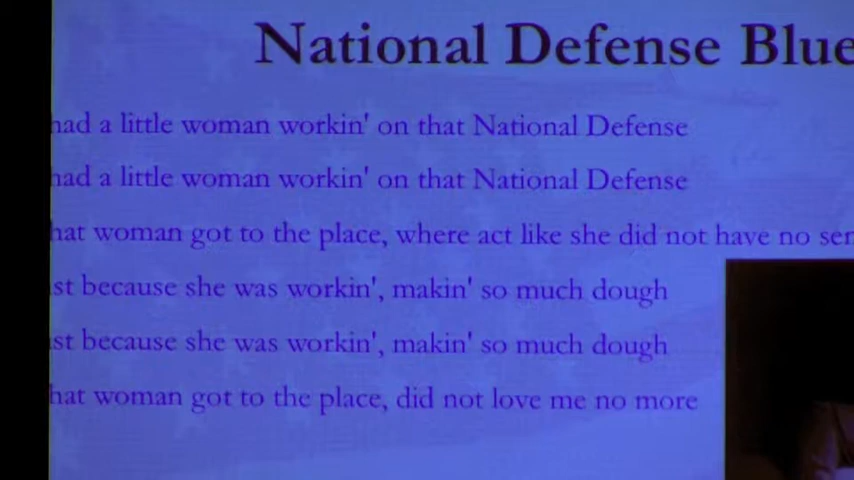 National Defense Blue
had a little woman workin' on that National Defense
had a little woman workin' on that National Defense
hat woman got to the place, where act like she did not have no sen
st because she was workin', makin' so much dough
st because she was workin', makin' so much dough
hat woman got to the place, did not love me no more